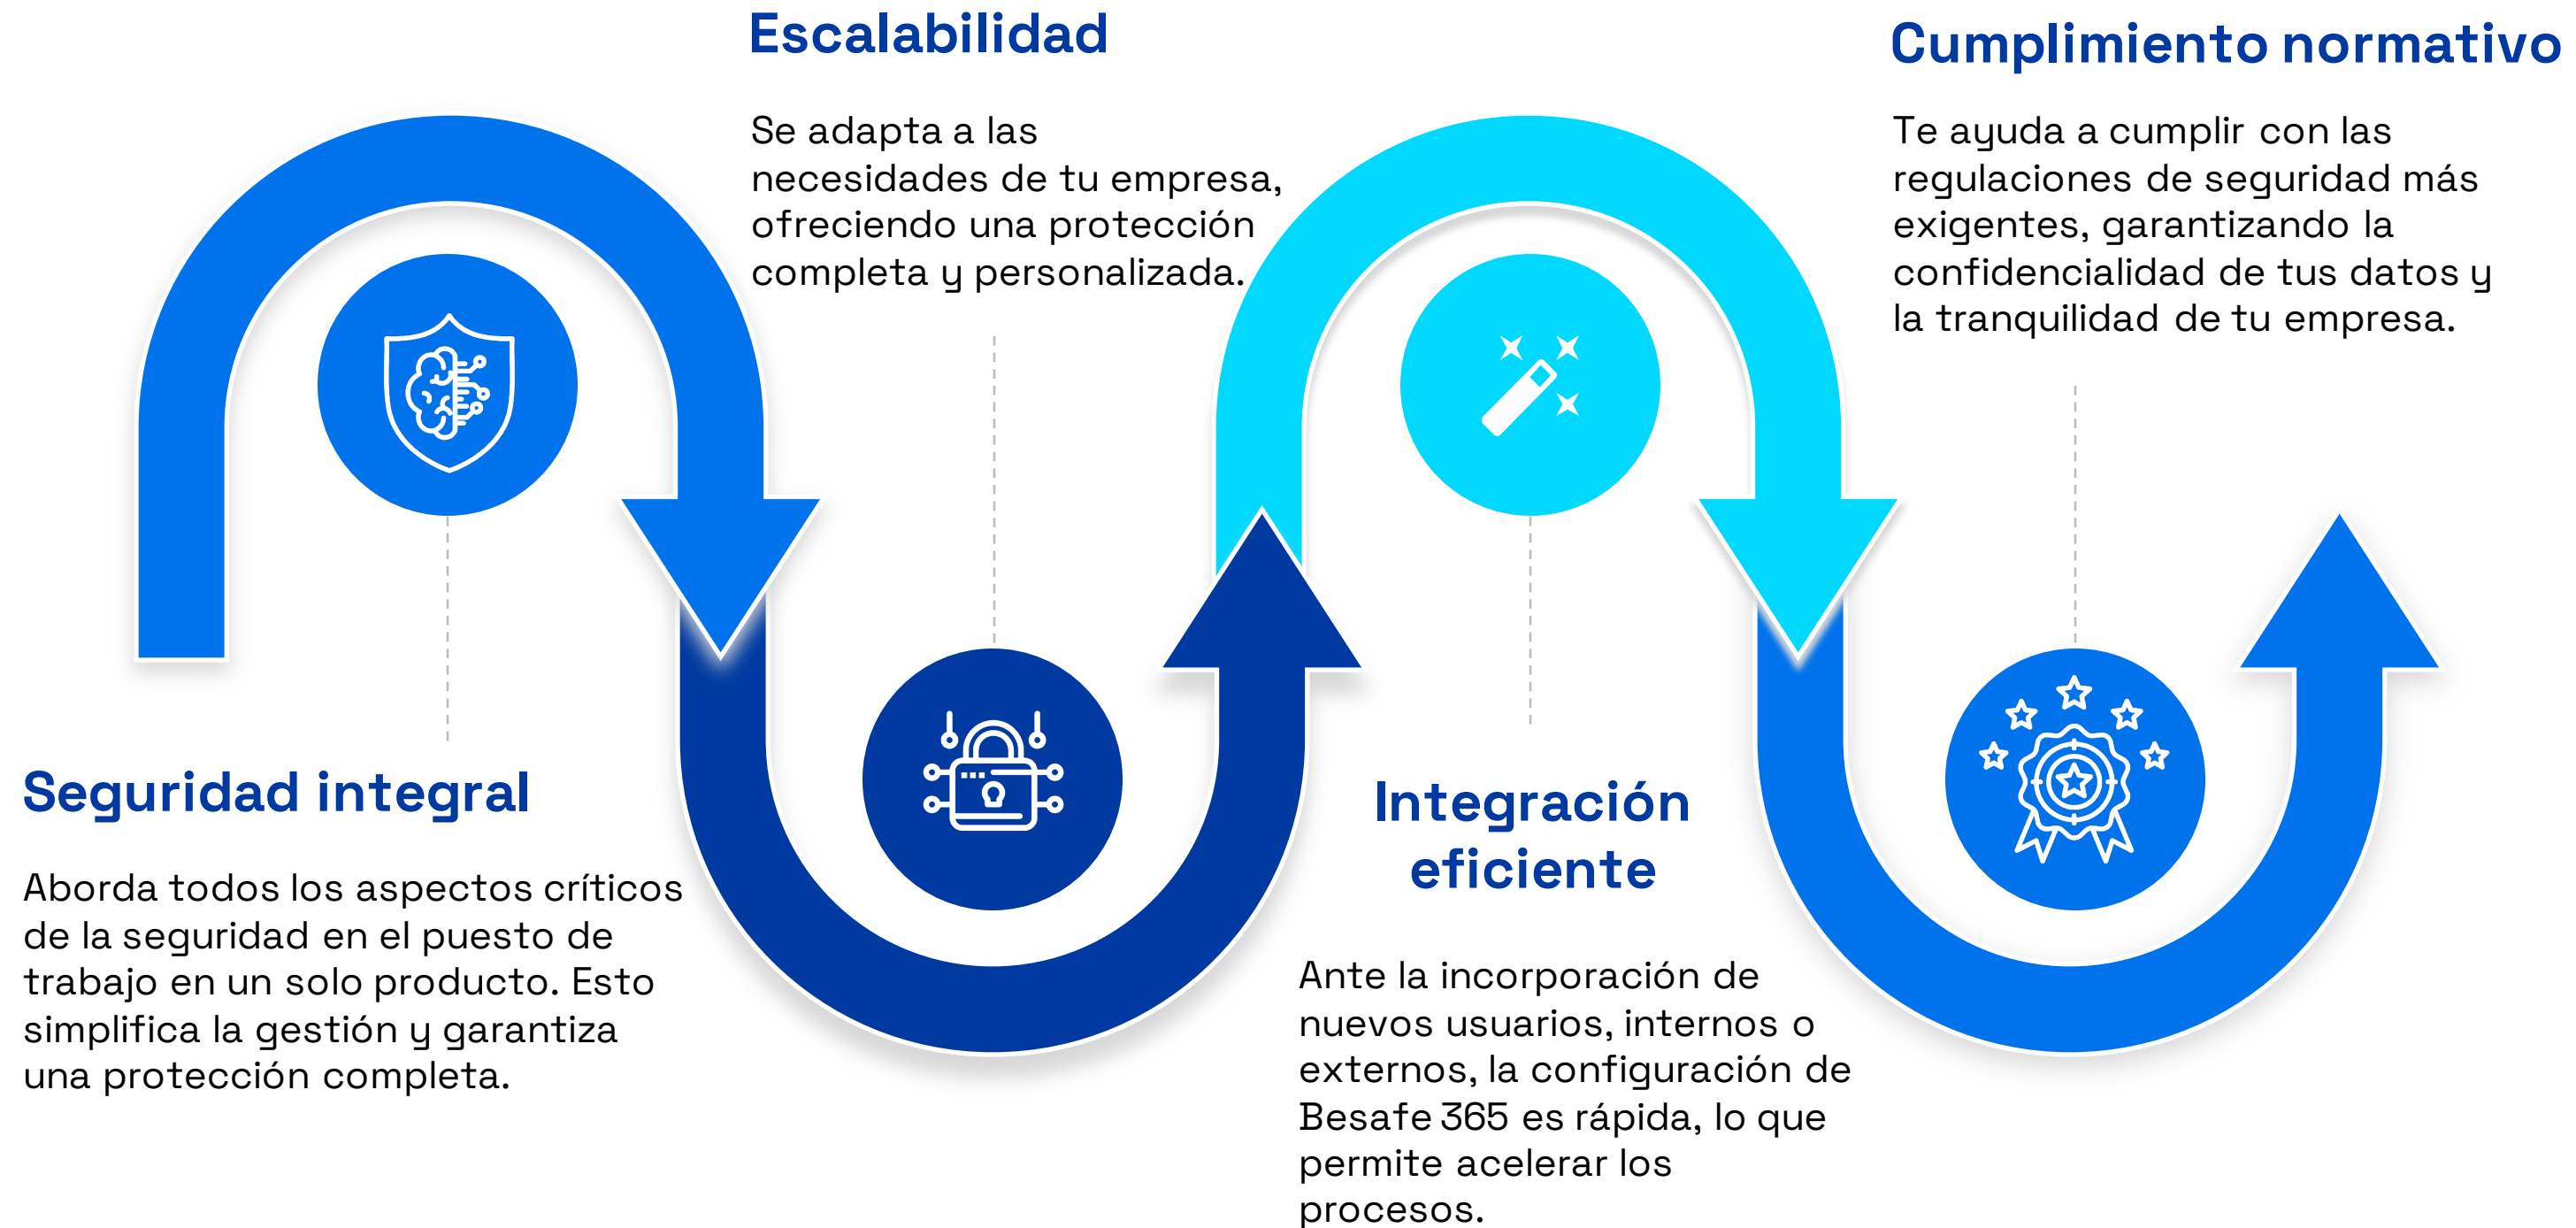 Seguridad integral
Aborda todos los aspectos críticos
de la seguridad en el puesto de
trabajo en un solo producto. Esto
simplifica la gestión y garantiza
una protección completa.
Escalabilidad
Se adapta a las
necesidades de tu empresa,
ofreciendo una protección
completa y personalizada.
Integración
eficiente
Ante la incorporación de
nuevos usuarios, internos o
externos, la configuración de
Besafe 365 es rápida, lo que
permite acelerar los
procesos.
Cumplimiento normativo
Te ayuda a cumplir con las
regulaciones de seguridad más
exigentes, garantizando la
confidencialidad de tus datos y
la tranquilidad de tu empresa.